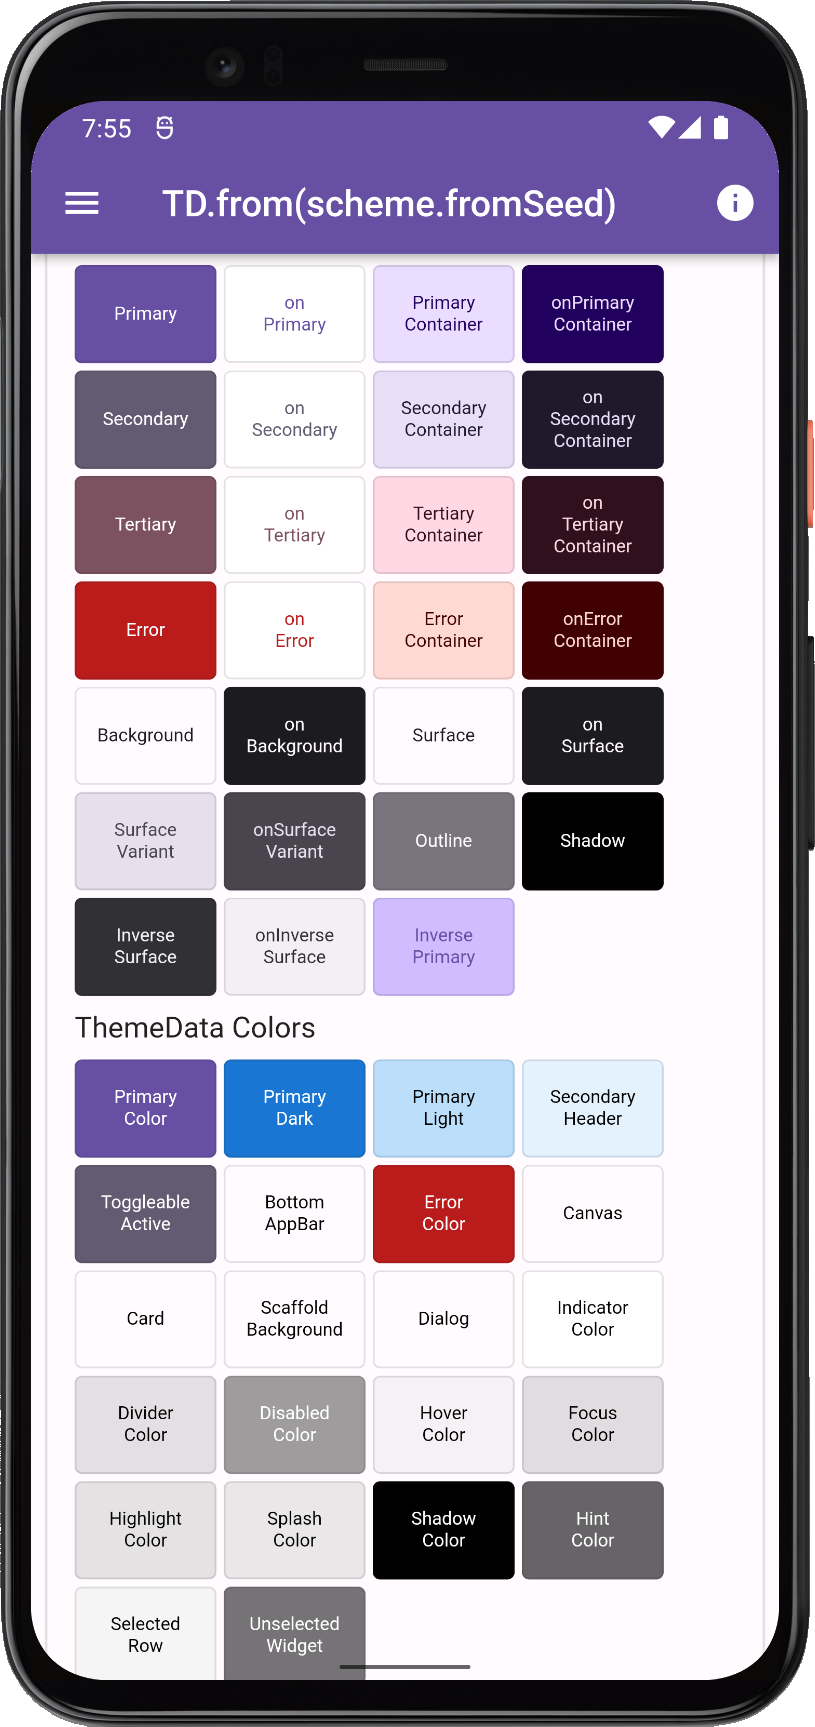 7:55
TD.from(scheme.fromSeed)
Primary
on
Primary
Primary
Container
onPrimary
Container
Secondary
on
Secondary
Secondary
Container
on
Secondary
Container
Tertiary
on
Tertiary
Tertiary
Container
on
Tertiary
Container
Error
on
Error
Error
Container
onError
Container
Background
on
Background
Surface
on
Surface
Surface
Variant
onSurface
Variant
Outline
Shadow
Inverse
Surface
onInverse
Surface
Inverse
Primary
ThemeData Colors
Primary
Color
Primary
Dark
Primary
Light
Secondary
Header
Toggleable
Active
Bottom
AppBar
Error
Color
Canvas
Card
Scaffold
Background
Dialog
Indicator
Color
Divider
Color
Disabled
Color
Hover
Color
Focus
Color
Highlight
Color
Splash
Color
Shadow
Color
Hint
Color
Selected
Row
Unselected
Widget